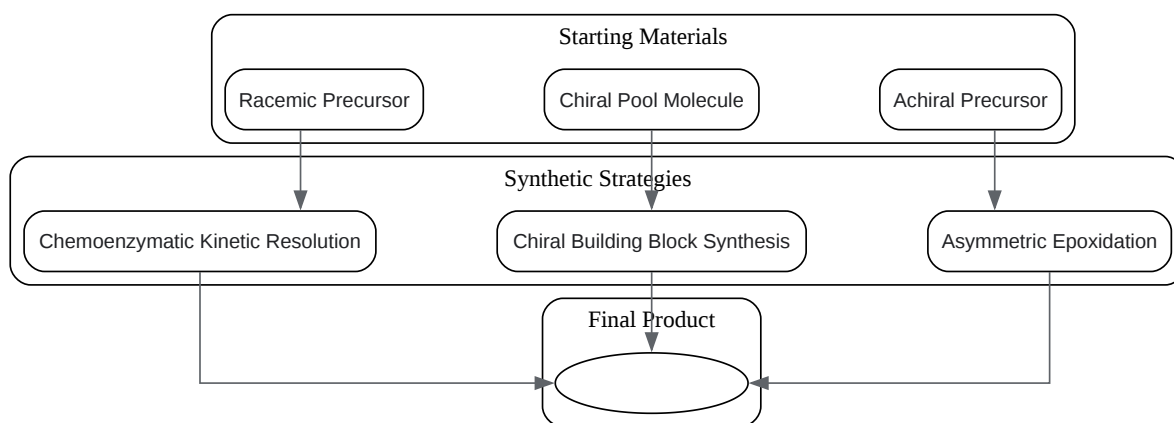 Starting Materials
Racemic Precursor
Chiral Pool Molecule
Achiral Precursor
Synthetic Strategies
Chemoenzymatic Kinetic Resolution
Chiral Building Block Synthesis
Asymmetric Epoxidation
Final Product